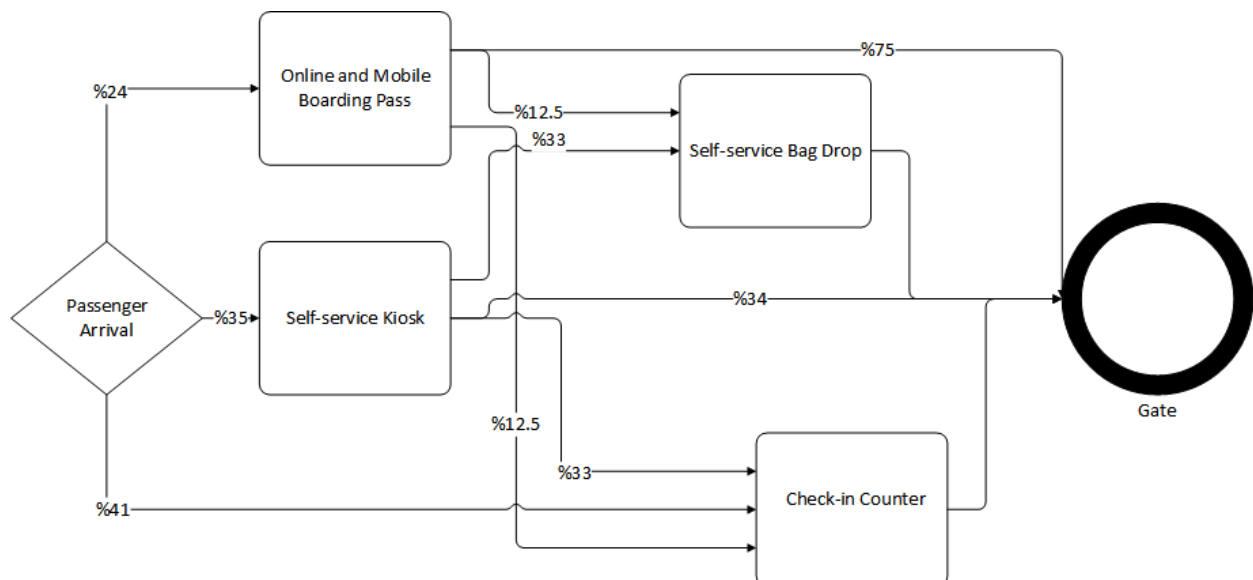 Online and Mobile
Boarding Pass
%75
%24
%12.5
%33
Self-service Bag Drop
Passenger
Arrival
%35
Self-service Kiosk
%34
Gate
%12.5
%33
Check-in Counter
%41